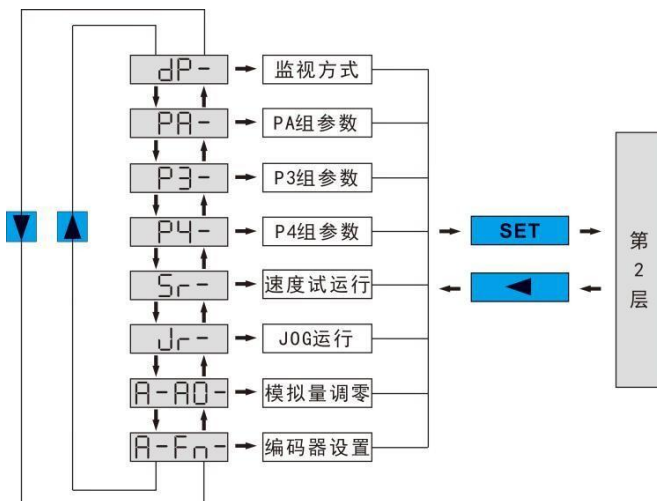 dP- 监视方式
PA- PA组参数
P3- P3组参数
P4- P4组参数
SET
Sr- 速度试运行
Jr- JOG运行
A-A0- 模拟量调零
A-Fn- 编码器设置
第
2
层